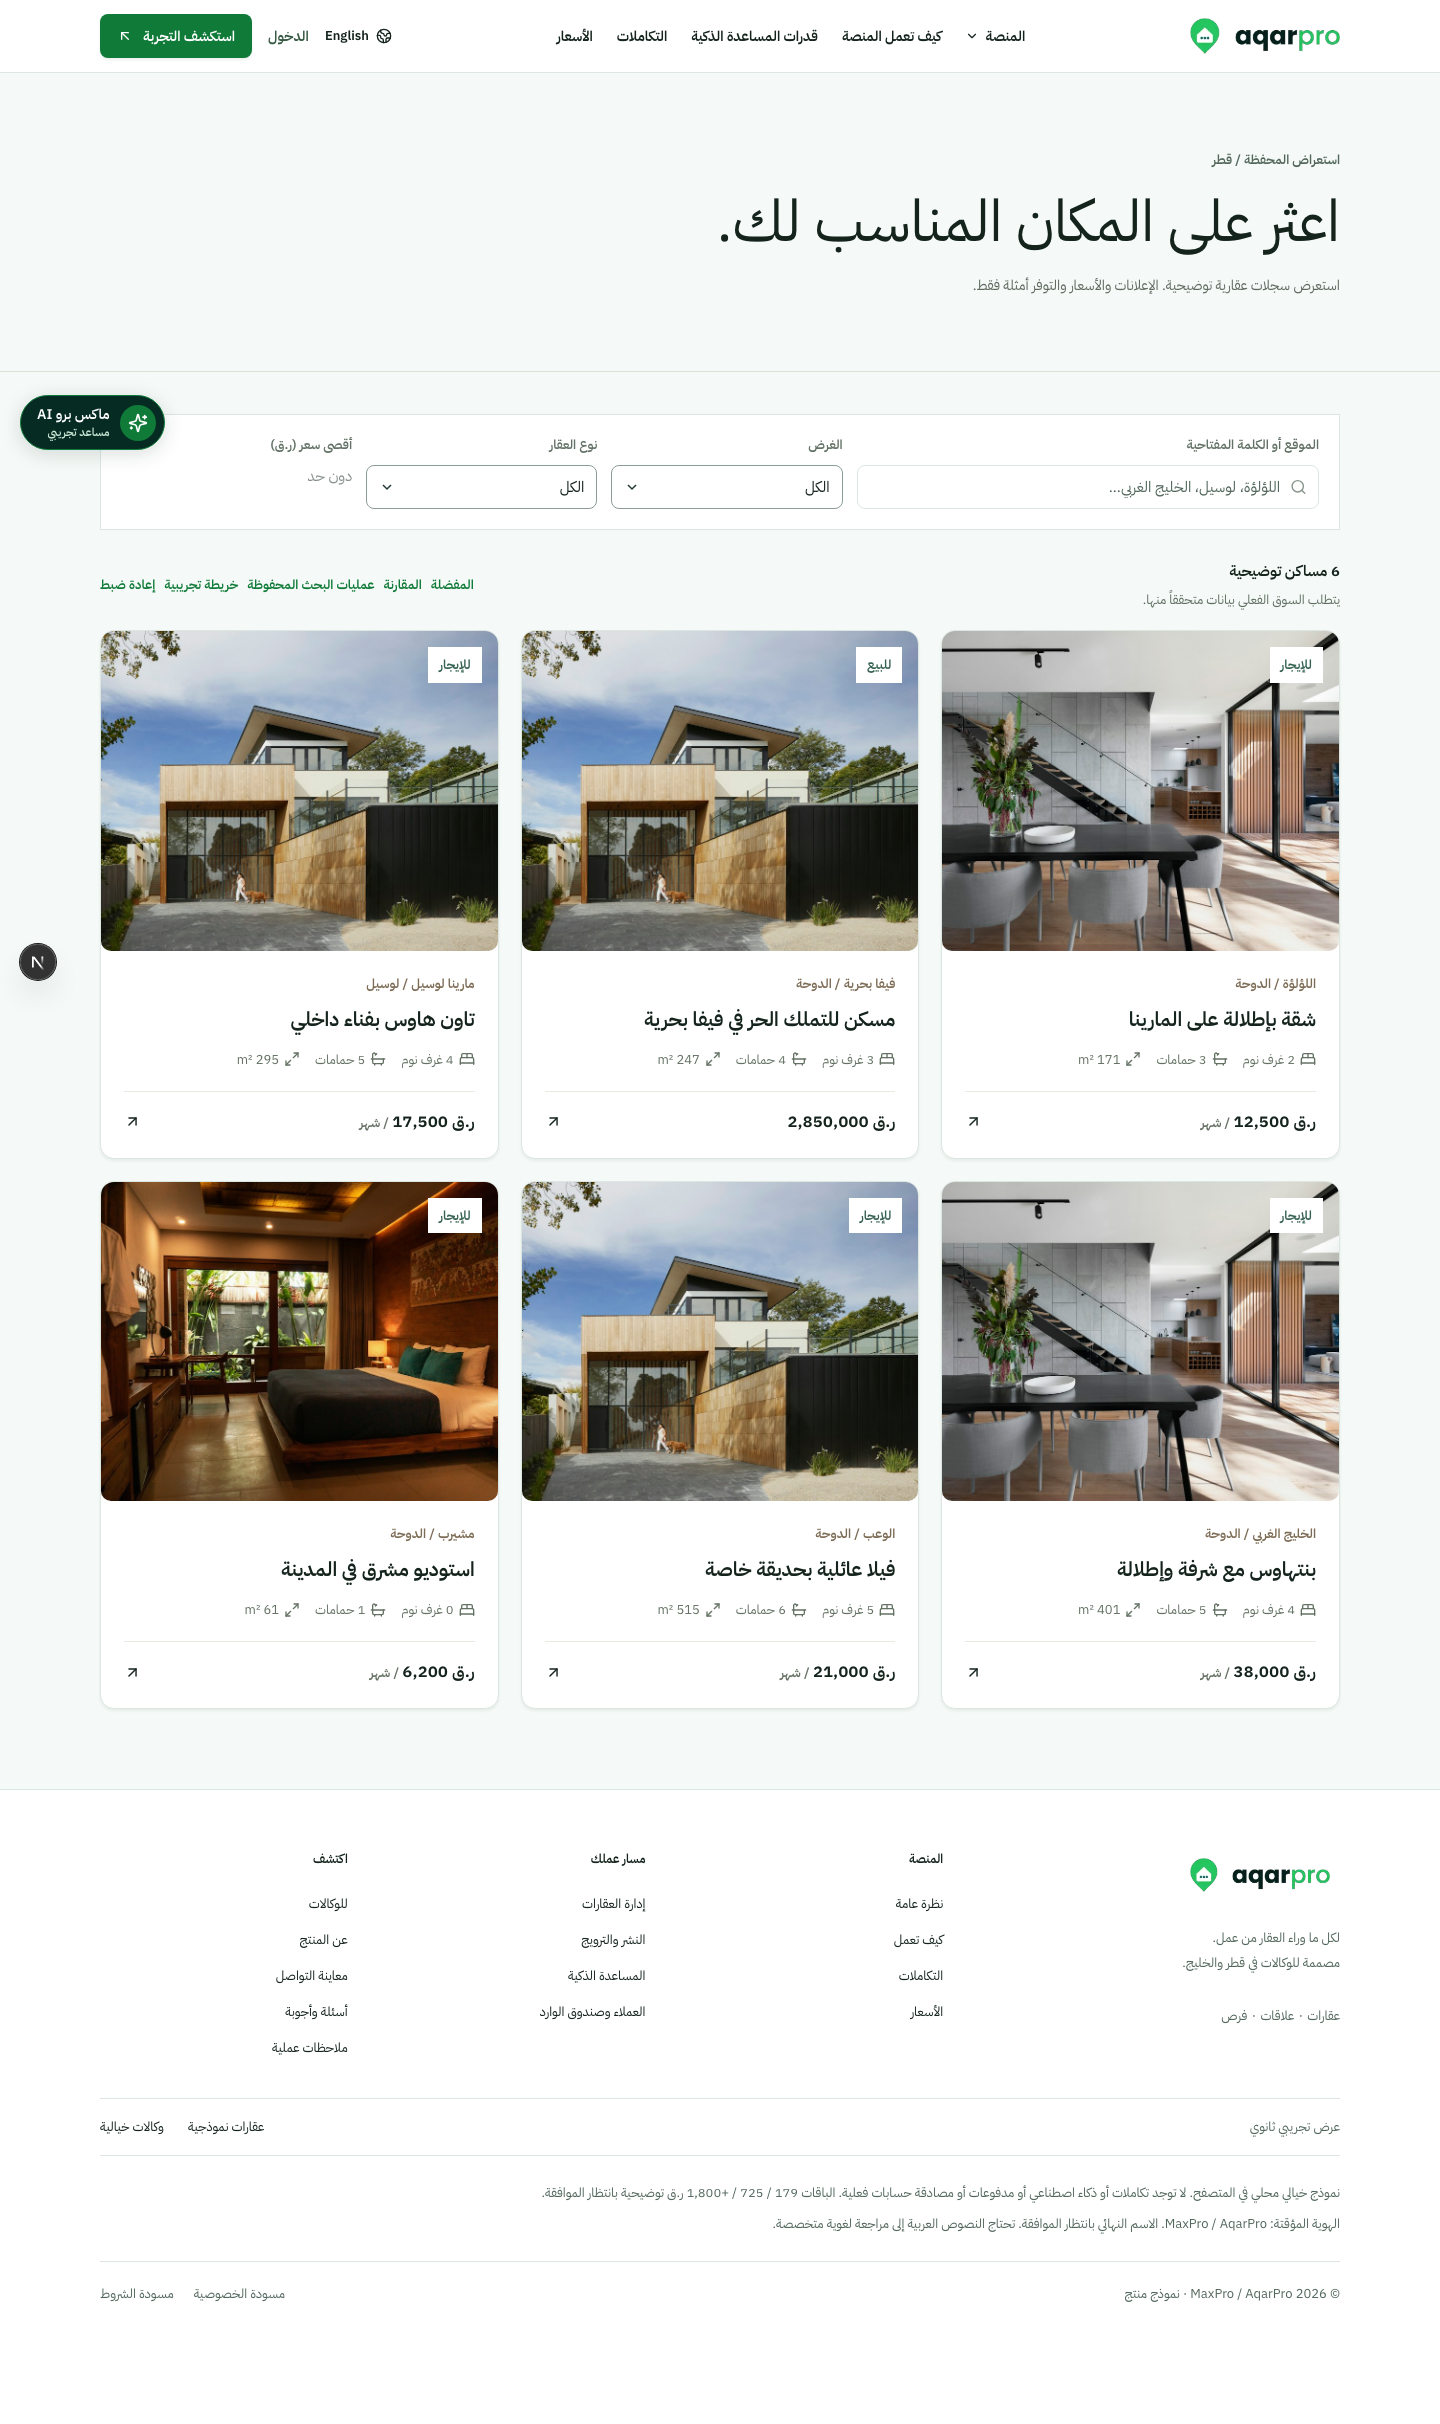 aqarpro
المنصة
كيف تعمل المنصة
قدرات المساعدة الذكية
التكاملات
الأسعار
English
الدخول
استكشف التجربة
استعراض المحفظة / قطر
اعثر على المكان المناسب لك.
استعرض سجلات عقارية توضيحية. الإعلانات والأسعار والتوفر أمثلة فقط.
ماكس برو AI
مساعد تجريبي
الموقع أو الكلمة المفتاحية
الغرض
نوع العقار
أقصى سعر (ر.ق)
اللؤلؤة، لوسيل، الخليج الغربي...
الكل
الكل
دون حد
6 مساكن توضيحية
يتطلب السوق الفعلي بيانات متحققاً منها.
المفضلة
المقارنة
عمليات البحث المحفوظة
خريطة تجريبية
إعادة ضبط
للإيجار
اللؤلؤة / الدوحة
شقة بإطلالة على المارينا
2 غرف نوم
3 حمامات
171 m²
ر.ق 12,500 / شهر
للبيع
فيفا بحرية / الدوحة
مسكن للتملك الحر في فيفا بحرية
3 غرف نوم
4 حمامات
247 m²
ر.ق 2,850,000
للإيجار
مارينا لوسيل / لوسيل
تاون هاوس بفناء داخلي
4 غرف نوم
5 حمامات
295 m²
ر.ق 17,500 / شهر
للإيجار
الخليج الغربي / الدوحة
بنتهاوس مع شرفة وإطلالة
4 غرف نوم
5 حمامات
401 m²
ر.ق 38,000 / شهر
للإيجار
الوعب / الدوحة
فيلا عائلية بحديقة خاصة
5 غرف نوم
6 حمامات
515 m²
ر.ق 21,000 / شهر
للإيجار
مشيرب / الدوحة
استوديو مشرق في المدينة
0 غرف نوم
1 حمامات
61 m²
ر.ق 6,200 / شهر
N
aqarpro
لكل ما وراء العقار من عمل.
مصممة للوكالات في قطر والخليج.
عقارات · علاقات · فرص
المنصة
نظرة عامة
كيف تعمل
التكاملات
الأسعار
مسار عملك
إدارة العقارات
النشر والترويج
المساعدة الذكية
العملاء وصندوق الوارد
اكتشف
للوكالات
عن المنتج
معاينة التواصل
أسئلة وأجوبة
ملاحظات عملية
عرض تجريبي ثانوي
عقارات نموذجية
وكالات خيالية
نموذج خيالي محلي في المتصفح. لا توجد تكاملات أو ذكاء اصطناعي أو مدفوعات أو مصادقة حسابات فعلية. الباقات 179 / 725 / +1,800 ر.ق توضيحية بانتظار الموافقة.
الهوية المؤقتة: MaxPro / AqarPro. الاسم النهائي بانتظار الموافقة. تحتاج النصوص العربية إلى مراجعة لغوية متخصصة.
© 2026 MaxPro / AqarPro · نموذج منتج
مسودة الخصوصية
مسودة الشروط